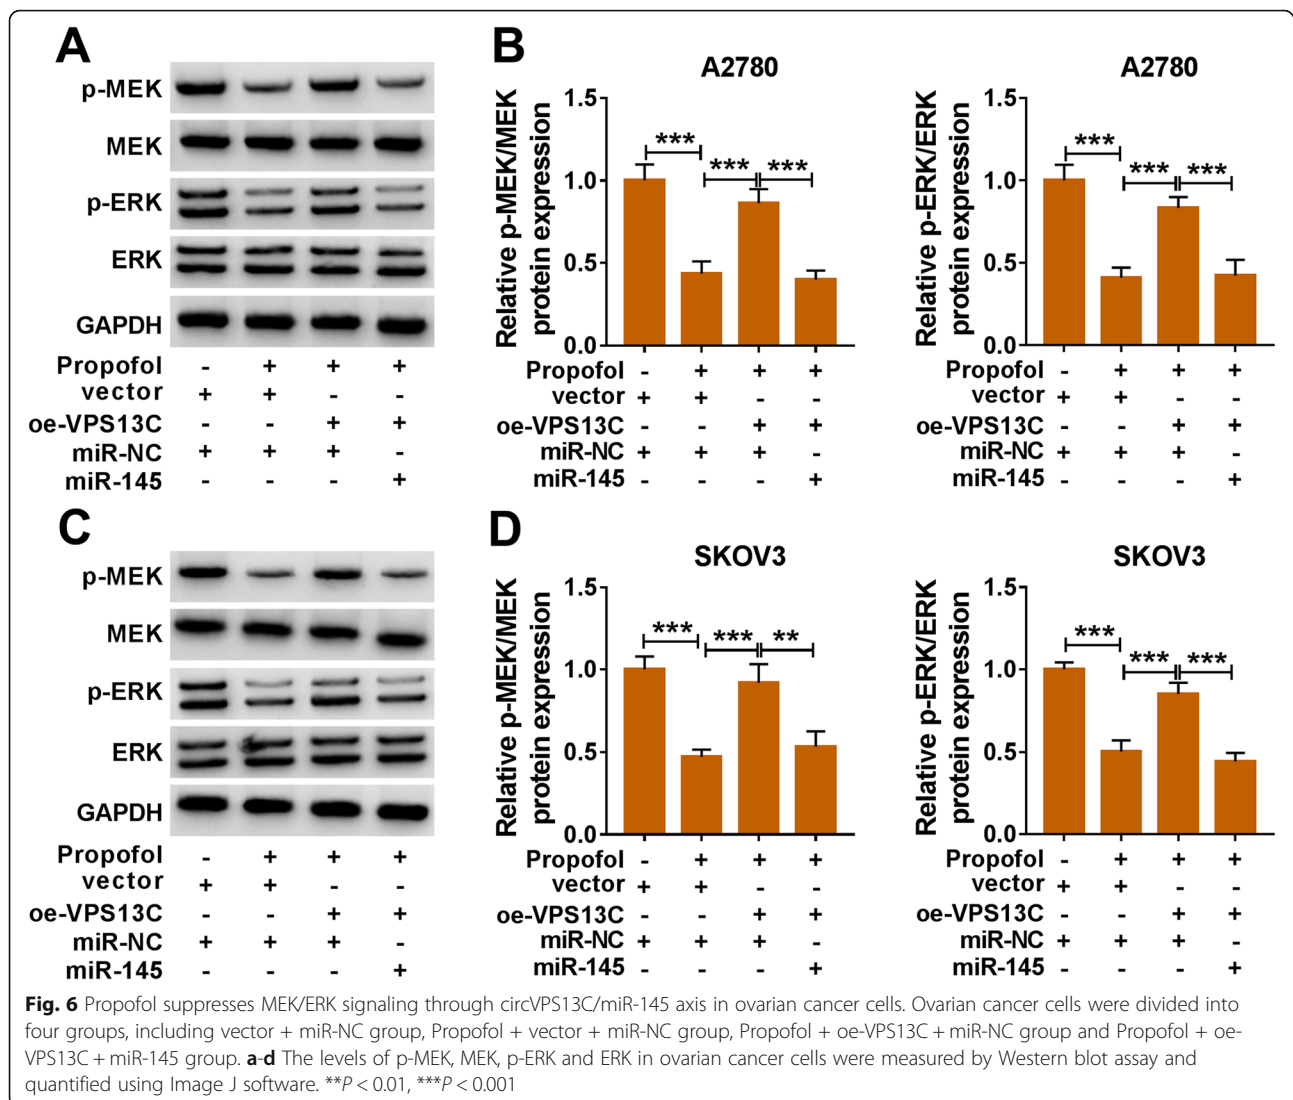 A
p-MEK
MEK
p-ERK
ERK
GAPDH
Propofol - + + +
vector + + - -
oe-VPS13C - - + +
miR-NC + + + -
miR-145 - - - +
B
A2780
Relative p-MEK/MEK
protein expression
1.5
1.0
0.5
0.0
*** *** ***
Propofol - + + +
vector + + - -
oe-VPS13C - - + +
miR-NC + + + -
miR-145 - - - +
A2780
Relative p-ERK/ERK
protein expression
1.5
1.0
0.5
0.0
*** *** ***
Propofol - + + +
vector + + - -
oe-VPS13C - - + +
miR-NC + + + -
miR-145 - - - +
C
p-MEK
MEK
p-ERK
ERK
GAPDH
Propofol - + + +
vector + + - -
oe-VPS13C - - + +
miR-NC + + + -
miR-145 - - - +
D
SKOV3
Relative p-MEK/MEK
protein expression
1.5
1.0
0.5
0.0
*** *** **
Propofol - + + +
vector + + - -
oe-VPS13C - - + +
miR-NC + + + -
miR-145 - - - +
SKOV3
Relative p-ERK/ERK
protein expression
1.5
1.0
0.5
0.0
*** *** ***
Propofol - + + +
vector + + - -
oe-VPS13C - - + +
miR-NC + + + -
miR-145 - - - +
Fig. 6 Propofol suppresses MEK/ERK signaling through circVPS13C/miR-145 axis in ovarian cancer cells. Ovarian cancer cells were divided into
four groups, including vector + miR-NC group, Propofol + vector + miR-NC group, Propofol + oe-VPS13C + miR-NC group and Propofol + oe-
VPS13C + miR-145 group. a-d The levels of p-MEK, MEK, p-ERK and ERK in ovarian cancer cells were measured by Western blot assay and
quantified using Image J software. **P < 0.01, ***P < 0.001